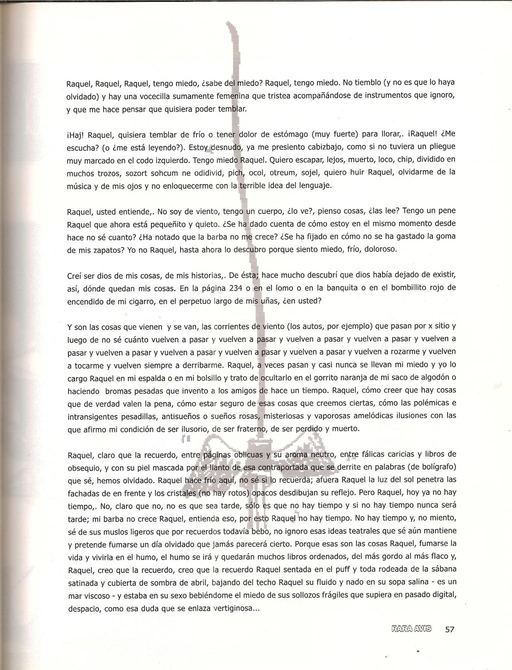 Raquel, Raquel, Raquel, tengo miedo, ¿sabe del miedo? Raquel, tengo miedo. No tiemblo (y no es que lo haya
olvidado) y hay una vocecilla sumamente femenina que tristea acompañándose de instrumentos que ignoro,
y que me hace pensar que quisiera poder temblar.
¡Haj! Raquel, quisiera temblar de frío o tener dolor de estómago (muy fuerte) para llorar,. ¡Raquel! ¿Me
escucha? (o ¿me está leyendo?). Estoy desnudo, ya me presiento cabizbajo, como si no tuviera un pliegue
muy marcado en el codo izquierdo. Tengo miedo Raquel. Quiero escapar, lejos, muerto, loco, chip, dividido en
muchos trozos, sozort sohcum ne odidivid, pich, ocol, otreum, sojel, quiero huir Raquel, olvidarme de la
música y de mis ojos y no enloquecerme con la terrible idea del lenguaje.
Raquel, usted entiende,. No soy de viento, tengo un cuerpo, ¿lo ve?, pienso cosas, ¿las lee? Tengo un pene
Raquel que ahora está pequeñito y quieto. ¿Se ha dado cuenta de cómo estoy en el mismo momento desde
hace no sé cuanto? ¿Ha notado que la barba no me crece? ¿Se ha fijado en cómo no se ha gastado la goma
de mis zapatos? Yo no Raquel, hasta ahora lo descubro porque siento miedo, frío, doloroso.
Creí ser dios de mis cosas, de mis historias,. De ésta; hace mucho descubrí que dios había dejado de existir,
así, dónde quedan mis cosas. En la página 234 o en el lomo o en la banquita o en el bombillito rojo de
encendido de mi cigarro, en el perpetuo largo de mis uñas, ¿en usted?
Y son las cosas que vienen y se van, las corrientes de viento (los autos, por ejemplo) que pasan por x sitio y
luego de no sé cuánto vuelven a pasar y vuelven a pasar y vuelven a pasar y vuelven a pasar y vuelven a
pasar y vuelven a pasar y vuelven a pasar y vuelven a pasar y vuelven a pasar y vuelven a rozarme y vuelven
a tocarme y vuelven siempre a derribarme. Raquel, a veces pasan y casi nunca se llevan mi miedo y yo lo
cargo Raquel en mi espalda o en mi bolsillo y trato de ocultarlo en el gorrito naranja de mi saco de algodón o
haciendo bromas pesadas que invento a los amigos de hace un tiempo. Raquel, cómo creer que hay cosas
que de verdad valen la pena, cómo estar seguro de esas cosas que creemos ciertas, cómo las polémicas e
intransigentes pesadillas, antisueños o sueños rosas, misteriosas y vaporosas amelódicas ilusiones con las
que afirmo mi condición de ser ilusorio, de ser fraterno, de ser perdido y muerto.
Raquel, claro que la recuerdo, entre páginas oblicuas y su aroma neutro, entre fálicas caricias y libros de
obsequio, y con su piel mascada por el llanto de esa contraportada que se derrite en palabras (de bolígrafo)
que sé, hemos olvidado. Raquel hace frío aquí, no sé si lo recuerda; afuera Raquel la luz del sol penetra las
fachadas de en frente y los cristales (no hay rotos) opacos desdibujan su reflejo. Pero Raquel, hoy ya no hay
tiempo,. No, claro que no, no es que sea tarde, sólo es que no hay tiempo y si no hay tiempo nunca será
tarde; mi barba no crece Raquel, entienda eso, por esto Raquel no hay tiempo. No hay tiempo y, no miento,
sé de sus muslos ligeros que por recuerdos todavía bebo, no ignoro esas ideas teatrales que sé aún mantiene
y pretende fumarse un día olvidado que jamás parecerá cierto. Porque esas son las cosas Raquel, fumarse la
vida y vivirla en el humo, el humo se irá y quedarán muchos libros ordenados, del más gordo al más flaco y,
Raquel, creo que la recuerdo, creo que la recuerdo Raquel sentada en el puff y toda rodeada de la sábana
satinada y cubierta de sombra de abril, bajando del techo Raquel su fluido y nado en su sopa salina - es un
mar viscoso - y estaba en su sexo bebiéndome el miedo de sus sollozos frágiles que supiera en pasado digital,
despacio, como esa duda que se enlaza vertiginosa...
RARA AVIS 57